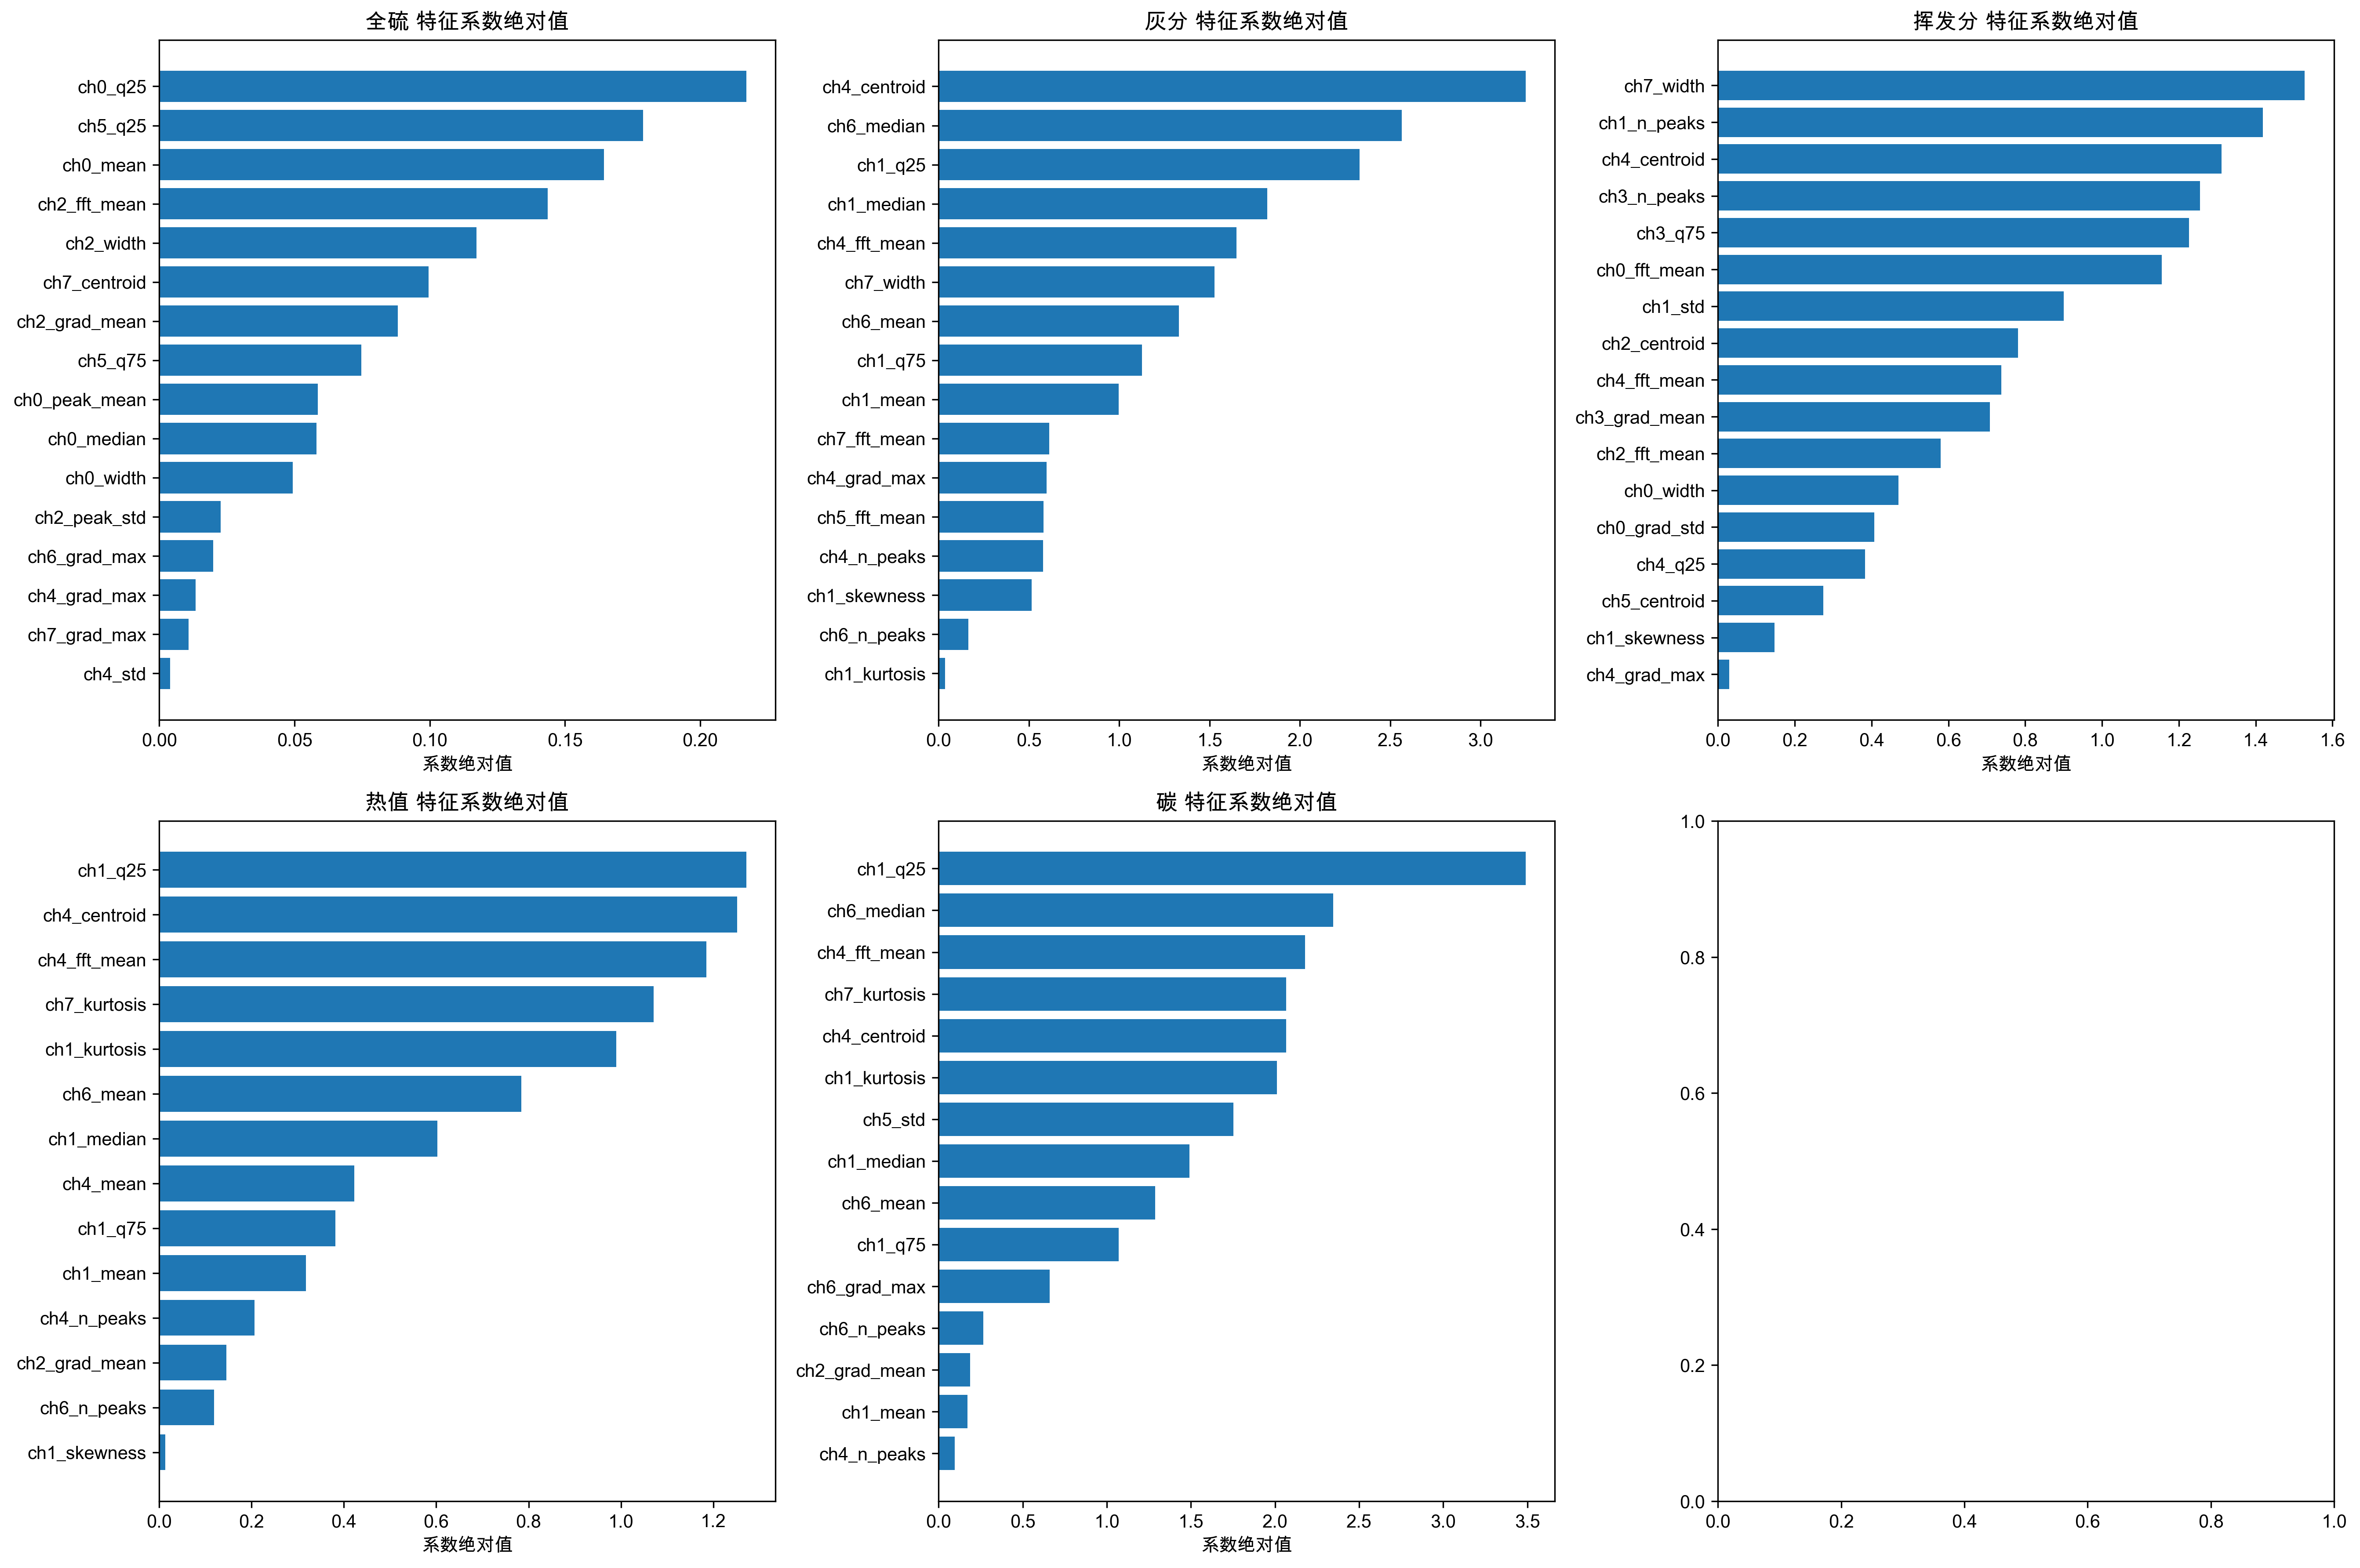 全硫 特征系数绝对值
ch0_q25
ch5_q25
ch0_mean
ch2_fft_mean
ch2_width
ch7_centroid
ch2_grad_mean
ch5_q75
ch0_peak_mean
ch0_median
ch0_width
ch2_peak_std
ch6_grad_max
ch4_grad_max
ch7_grad_max
ch4_std
0.00 0.05 0.10 0.15 0.20
系数绝对值
灰分 特征系数绝对值
ch4_centroid
ch6_median
ch1_q25
ch1_median
ch4_fft_mean
ch7_width
ch6_mean
ch1_q75
ch1_mean
ch7_fft_mean
ch4_grad_max
ch5_fft_mean
ch4_n_peaks
ch1_skewness
ch6_n_peaks
ch1_kurtosis
0.0 0.5 1.0 1.5 2.0 2.5 3.0
系数绝对值
挥发分 特征系数绝对值
ch7_width
ch1_n_peaks
ch4_centroid
ch3_n_peaks
ch3_q75
ch0_fft_mean
ch1_std
ch2_centroid
ch4_fft_mean
ch3_grad_mean
ch2_fft_mean
ch0_width
ch0_grad_std
ch4_q25
ch5_centroid
ch1_skewness
ch4_grad_max
0.0 0.2 0.4 0.6 0.8 1.0 1.2 1.4 1.6
系数绝对值
热值 特征系数绝对值
ch1_q25
ch4_centroid
ch4_fft_mean
ch7_kurtosis
ch1_kurtosis
ch6_mean
ch1_median
ch4_mean
ch1_q75
ch1_mean
ch4_n_peaks
ch2_grad_mean
ch6_n_peaks
ch1_skewness
0.0 0.2 0.4 0.6 0.8 1.0 1.2
系数绝对值
碳 特征系数绝对值
ch1_q25
ch6_median
ch4_fft_mean
ch7_kurtosis
ch4_centroid
ch1_kurtosis
ch5_std
ch1_median
ch6_mean
ch1_q75
ch6_grad_max
ch6_n_peaks
ch2_grad_mean
ch1_mean
ch4_n_peaks
0.0 0.5 1.0 1.5 2.0 2.5 3.0 3.5
系数绝对值
1.0
0.8
0.6
0.4
0.2
0.0
0.0 0.2 0.4 0.6 0.8 1.0